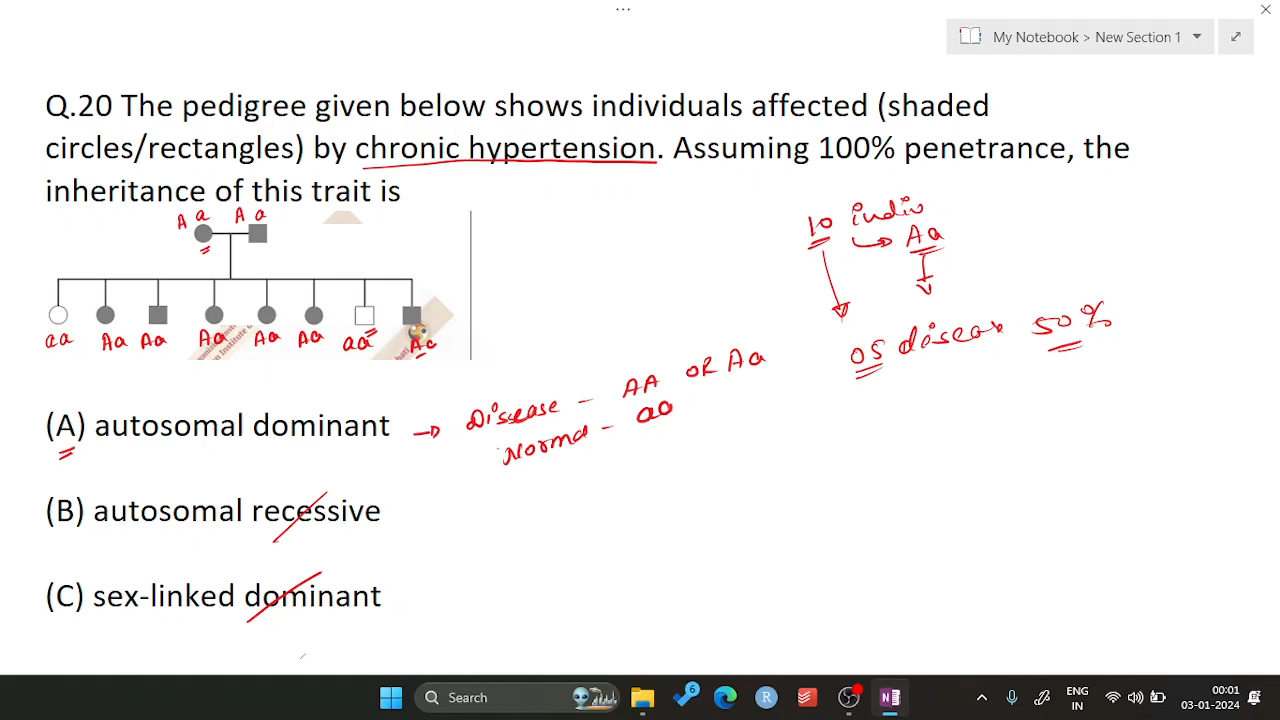 ...
My Notebook > New Section 1
Q.20 The pedigree given below shows individuals affected (shaded
circles/rectangles) by chronic hypertension. Assuming 100% penetrance, the
inheritance of this trait is
A a A a
10 indiv
Aa
aa Aa Aa Aa Aa Aa aa Aa
05 disease 50%
(A) autosomal dominant
Disease - AA OR Aa
Normal - aa
(B) autosomal recessive
(C) sex-linked dominant
Search
6
R
ENG
IN
00:01
03-01-2024